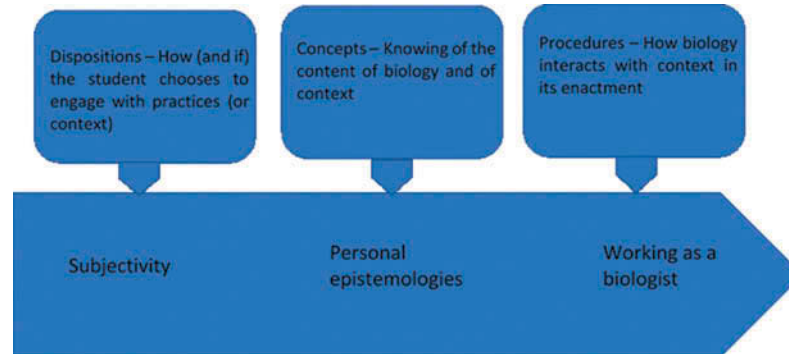 Dispositions – How (and if)
the student chooses to
engage with practices (or
context)
Concepts – Knowing of the
content of biology and of
context
Procedures – How biology
interacts with context in
its enactment
Subjectivity
Personal
epistemologies
Working as a
biologist